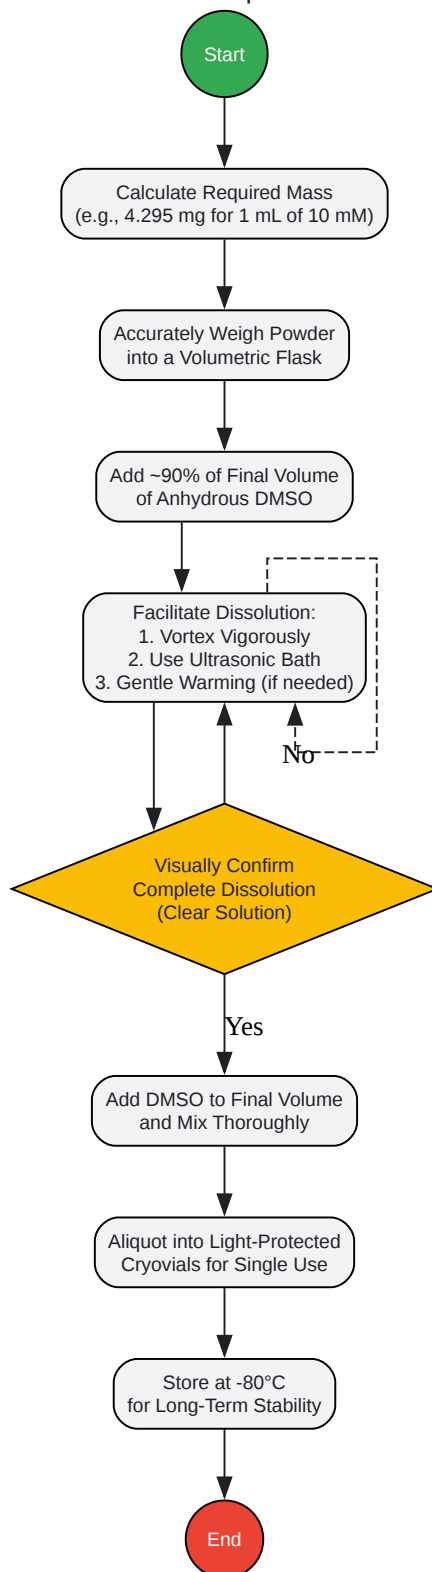 Start
Calculate Required Mass
(e.g., 4.295 mg for 1 mL of 10 mM)
Accurately Weigh Powder
into a Volumetric Flask
Add ~90% of Final Volume
of Anhydrous DMSO
Facilitate Dissolution:
1. Vortex Vigorously
2. Use Ultrasonic Bath
3. Gentle Warming (if needed)
No
Visually Confirm
Complete Dissolution
(Clear Solution)
Yes
Add DMSO to Final Volume
and Mix Thoroughly
Aliquot into Light-Protected
Cryovials for Single Use
Store at -80°C
for Long-Term Stability
End